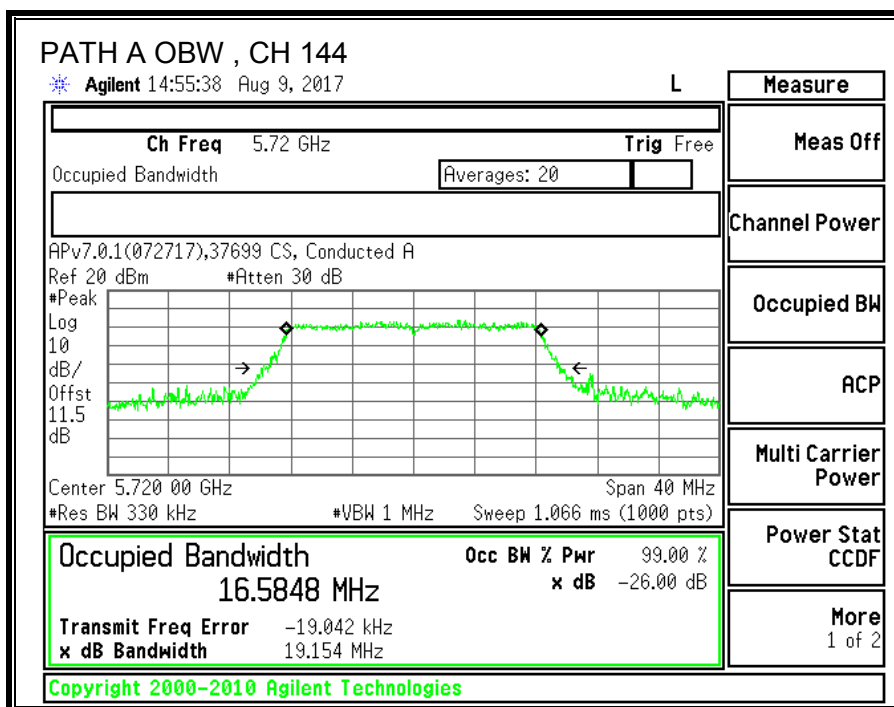 PATH A OBW , CH 144
Agilent 14:55:38 Aug 9, 2017 L
Measure
Ch Freq 5.72 GHz Trig Free
Meas Off
Occupied Bandwidth Averages: 20
Channel Power
APv7.0.1(072717),37699 CS, Conducted A
Ref 20 dBm #Atten 30 dB
#Peak
Log
10
dB/
Offst
11.5
dB
Occupied BW
ACP
Multi Carrier
Power
Center 5.720 00 GHz Span 40 MHz
#Res BW 330 kHz #VBW 1 MHz Sweep 1.066 ms (1000 pts)
Power Stat
CCDF
Occupied Bandwidth Occ BW % Pwr 99.00 %
16.5848 MHz x dB -26.00 dB
Transmit Freq Error -19.042 kHz
x dB Bandwidth 19.154 MHz
More
1 of 2
Copyright 2000-2010 Agilent Technologies